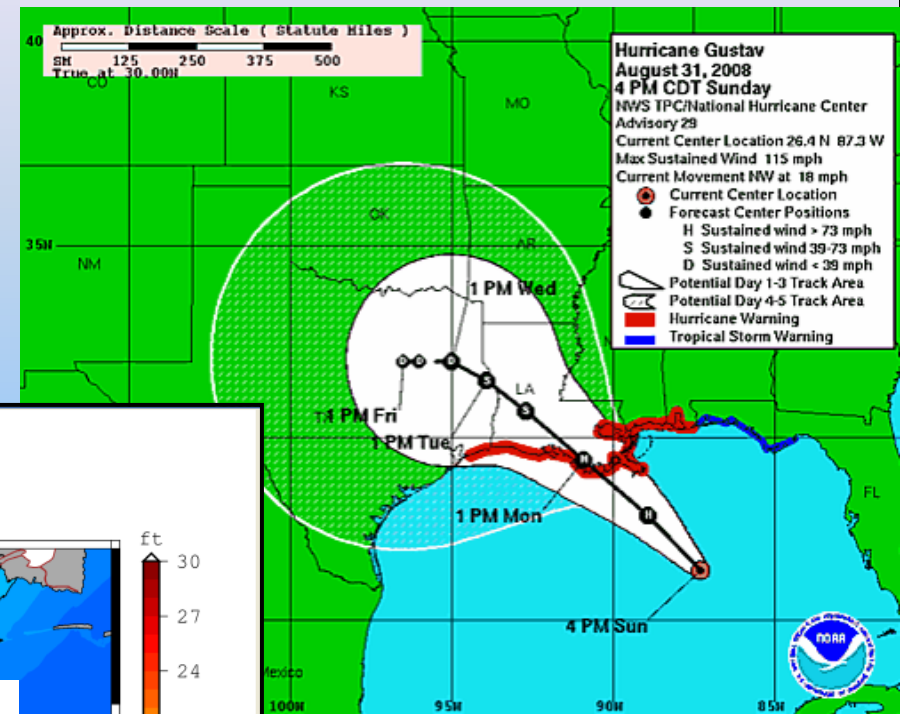 Approx. Distance Scale ( Statute Miles )
SM 125 250 375 500
True at 30.00N
Hurricane Gustav
August 31, 2008
4 PM CDT Sunday
NWS TPC/National Hurricane Center
Advisory 29
Current Center Location 26.4 N 87.3 W
Max Sustained Wind 115 mph
Current Movement NW at 18 mph
Current Center Location
Forecast Center Positions
H Sustained wind > 73 mph
S Sustained wind 39-73 mph
D Sustained wind < 39 mph
Potential Day 1-3 Track Area
Potential Day 4-5 Track Area
Hurricane Warning
Tropical Storm Warning
40
CO
KS
MO
OK
35N
AR
NM
1 PM Wed
D D D
S
LA
S
TX
1 PM Fri
1 PM Tue
H
FL
1 PM Mon
H
4 PM Sun
NOAA
Mexico
100W 95W 90W 85W
ft
30
27
24